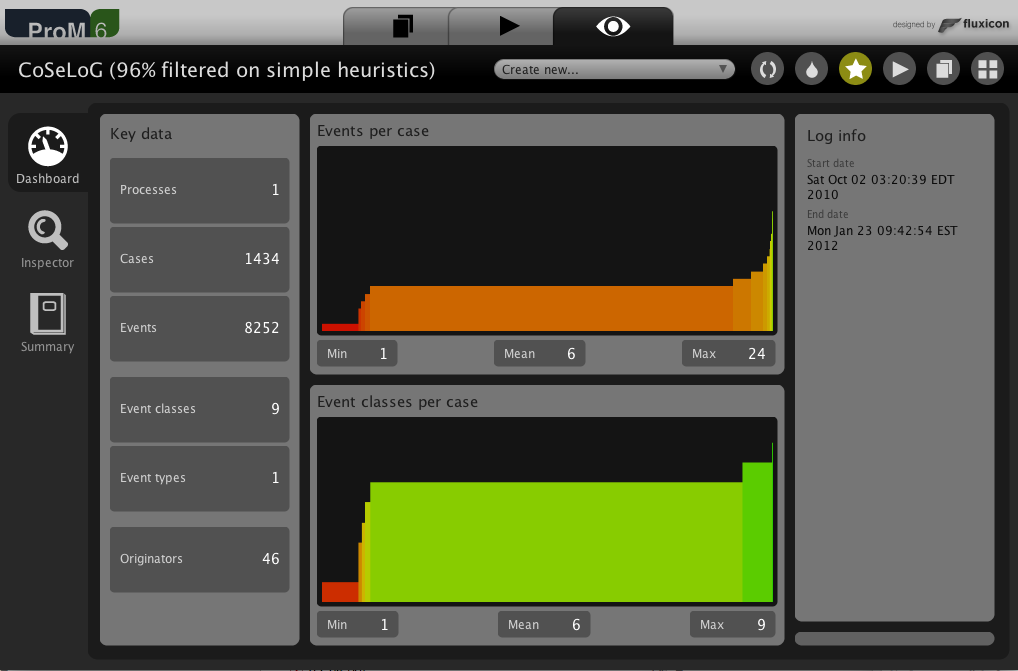 ProM 6
designed by fluxicon
CoSeLoG (96% filtered on simple heuristics)
Create new...
Dashboard
Inspector
Summary
Key data
Processes 1
Cases 1434
Events 8252
Event classes 9
Event types 1
Originators 46
Events per case
Min 1 Mean 6 Max 24
Event classes per case
Min 1 Mean 6 Max 9
Log info
Start date
Sat Oct 02 03:20:39 EDT
2010
End date
Mon Jan 23 09:42:54 EST
2012